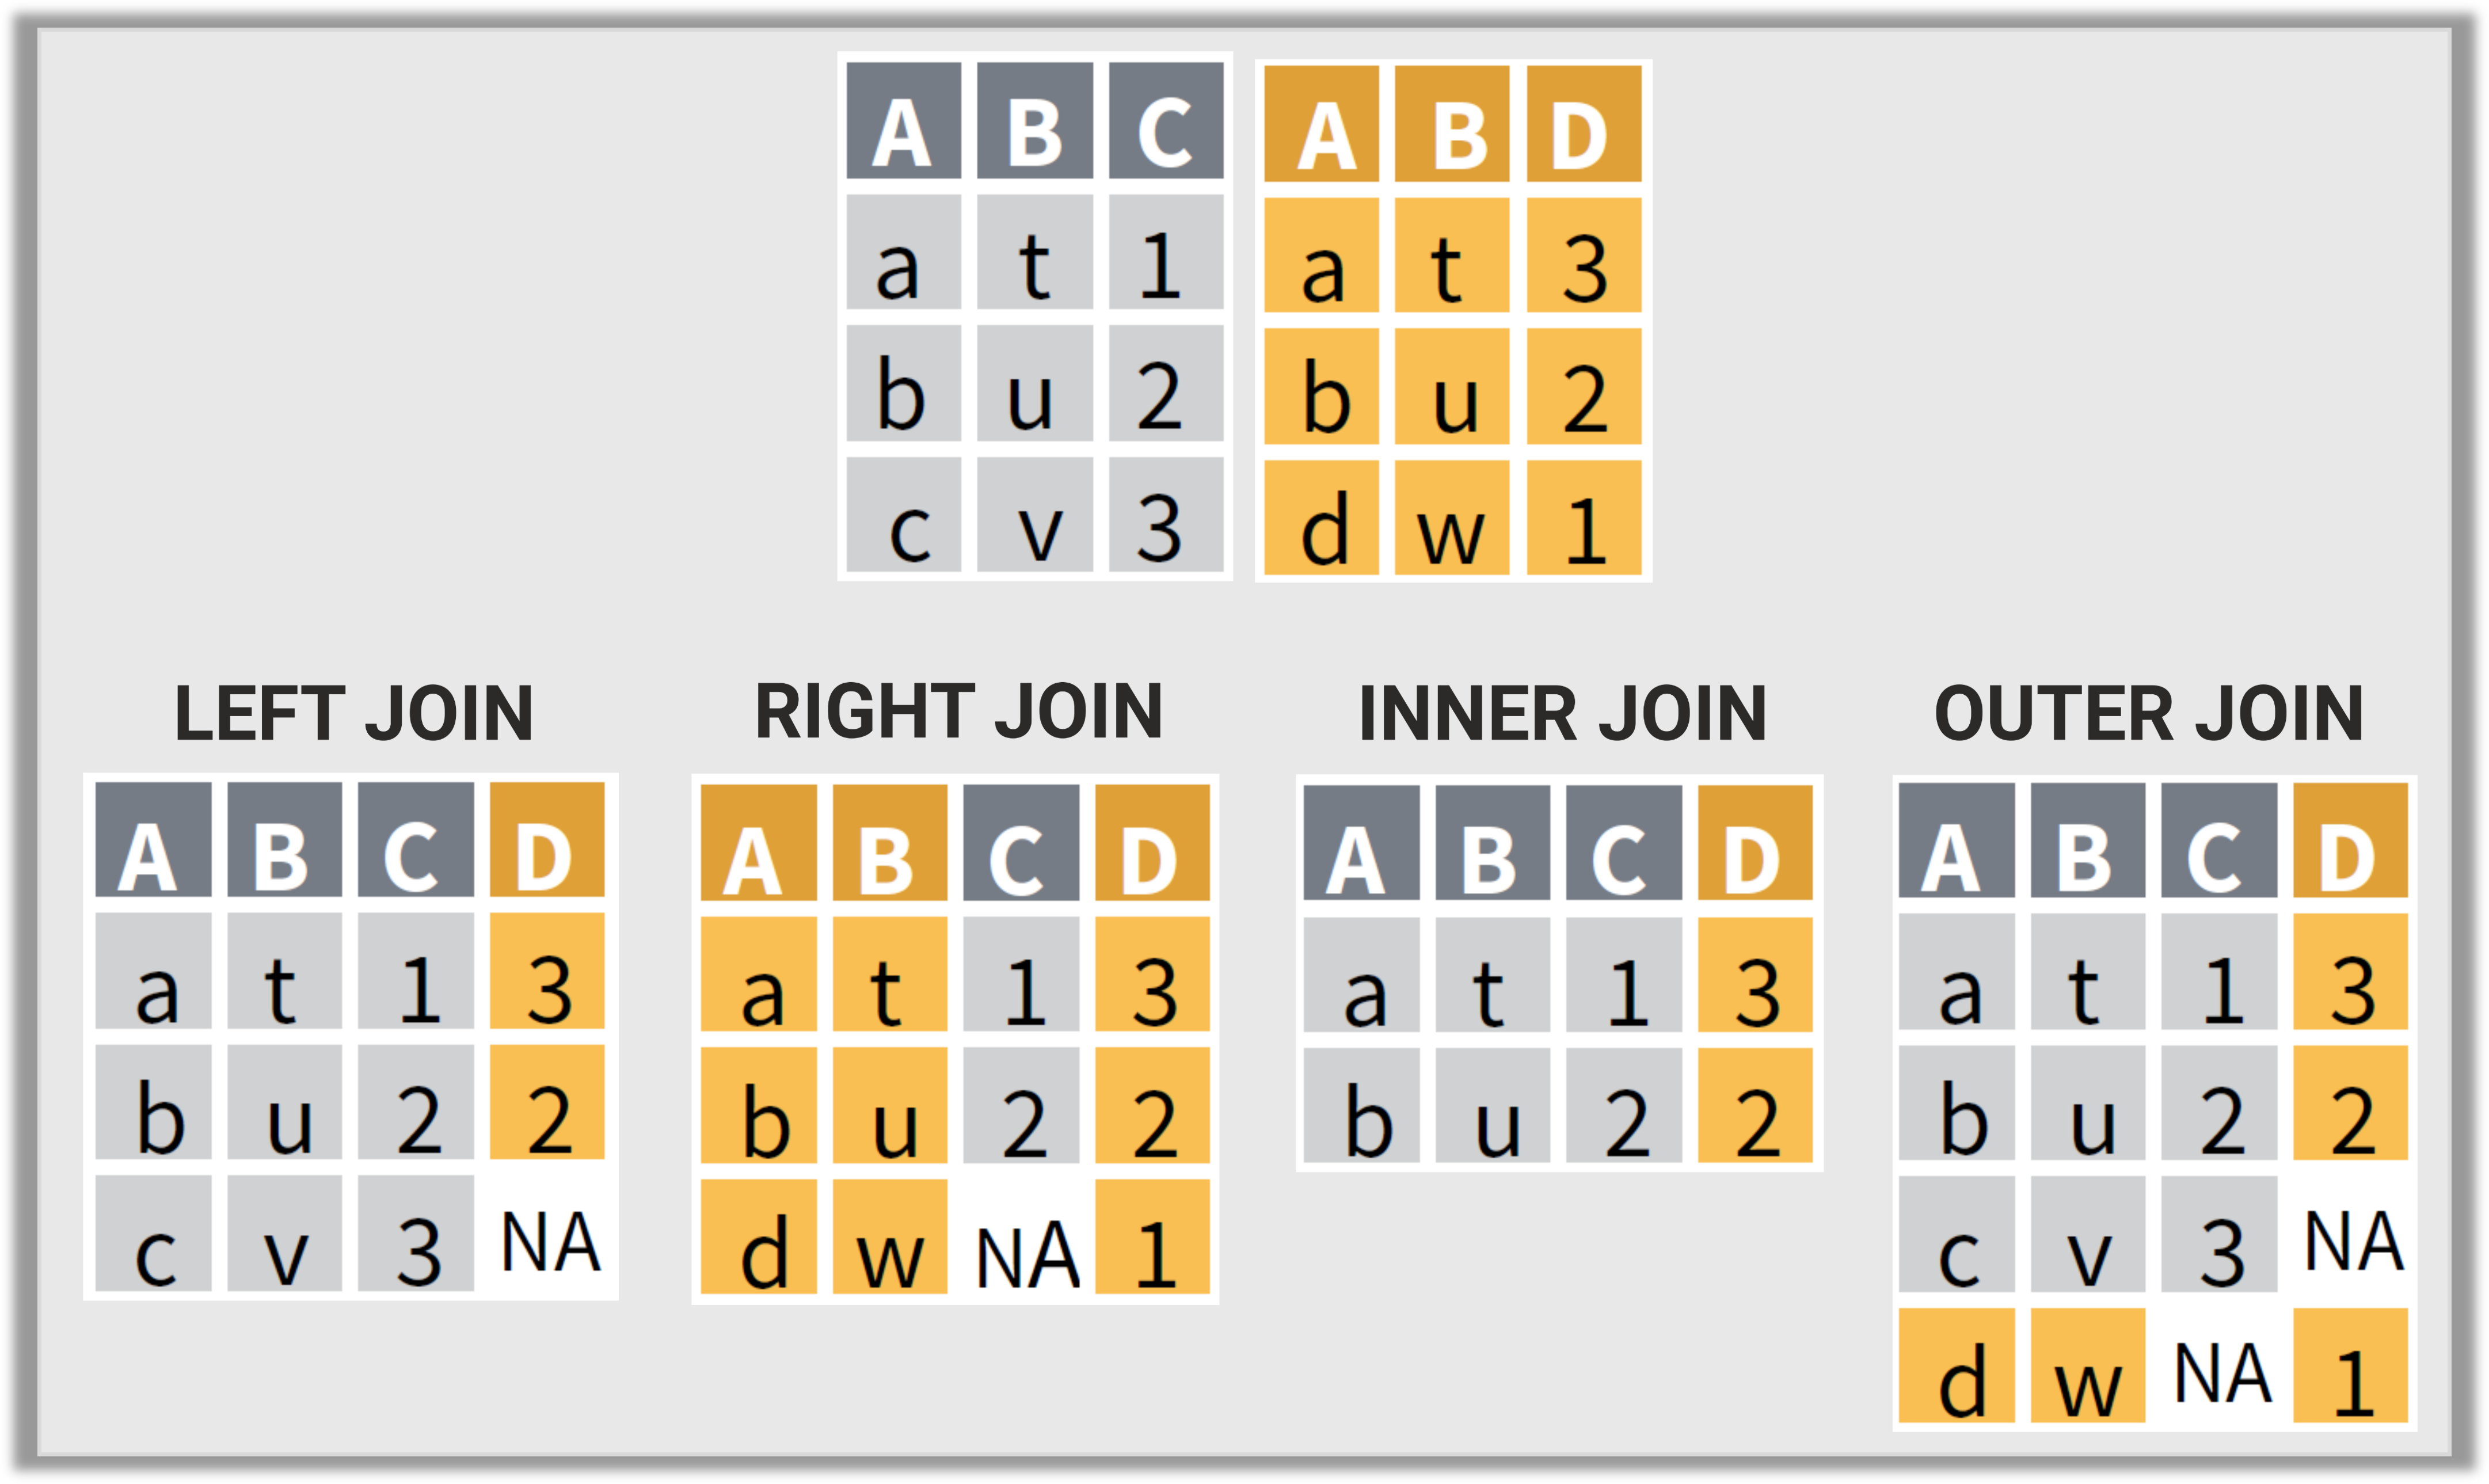 A B C A B D
a t 1 a t 3
b u 2 b u 2
c v 3 d w 1
LEFT JOIN RIGHT JOIN INNER JOIN OUTER JOIN
A B C D A B C D A B C D A B C D
a t 1 3 a t 1 3 a t 1 3 a t 1 3
b u 2 2 b u 2 2 b u 2 2 b u 2 2
c v 3 NA d w NA 1 c v 3 NA
d w NA 1